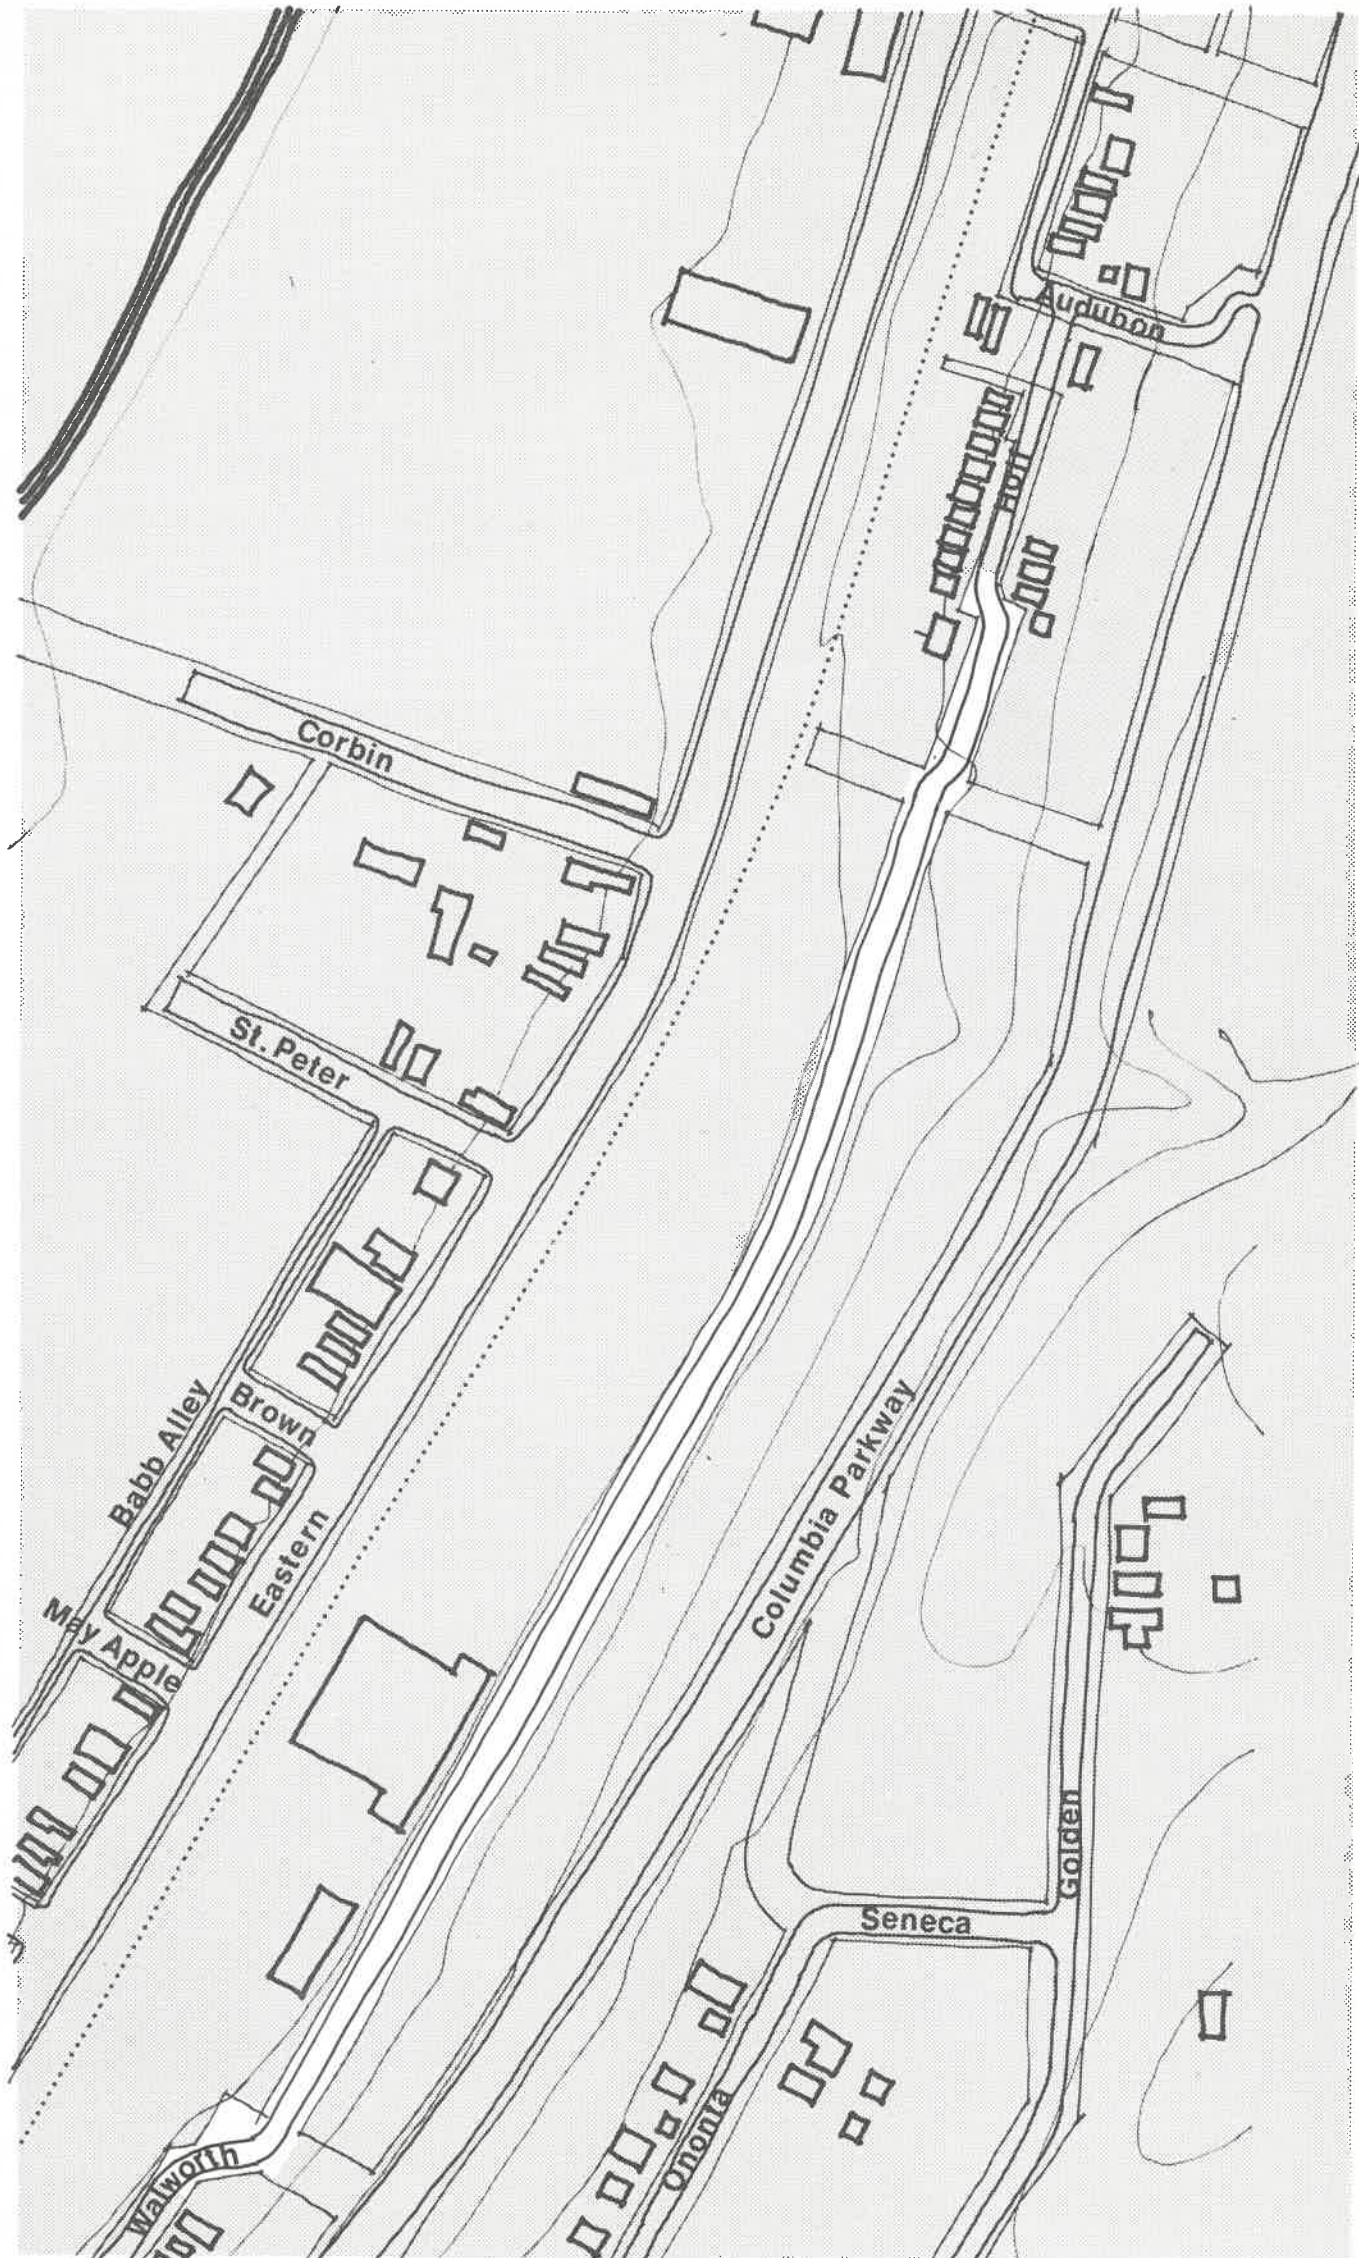 Audubon
Hoff
Corbin
St. Peter
Brown
Babb Alley
Eastern
Columbia Parkway
May Apple
Golden
Seneca
Ononta
Walworth